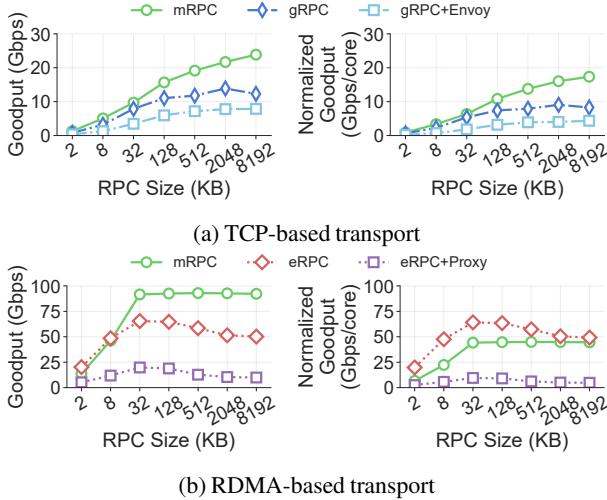 mRPC gRPC gRPC+Envoy
Goodput (Gbps)
30
20
10
0
2 8 32 128 512 2048 8192
RPC Size (KB)
Normalized Goodput (Gbps/core)
30
20
10
0
2 8 32 128 512 2048 8192
RPC Size (KB)
(a) TCP-based transport
mRPC eRPC eRPC+Proxy
Goodput (Gbps)
100
75
50
25
0
2 8 32 128 512 2048 8192
RPC Size (KB)
Normalized Goodput (Gbps/core)
100
75
50
25
0
2 8 32 128 512 2048 8192
RPC Size (KB)
(b) RDMA-based transport